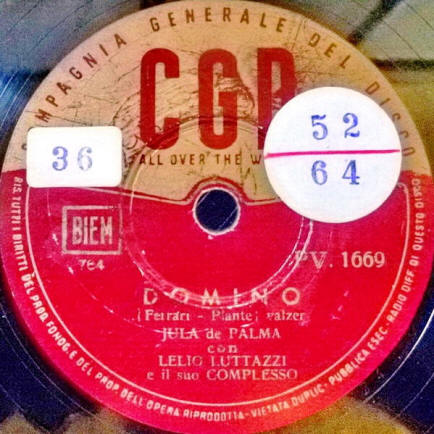 COMPAGNIA GENERALE DEL DISCO
CGD
ALL OVER THE W
36
52
64
BIEM
784
PV. 1669
DOMINO
(Ferrari - Plante) valzer
JULA de PALMA
con
LELIO LUTTAZZI
e il suo COMPLESSO
RIS. TUTTI I DIRITTI DEL PROD. FONOG. E DEL PROP. DELL'OPERA RIPRODOTTA - VIETATA DUPLIC. - PUBBLICA ESEC. RADIO DIFF. DI QUESTO DISCO